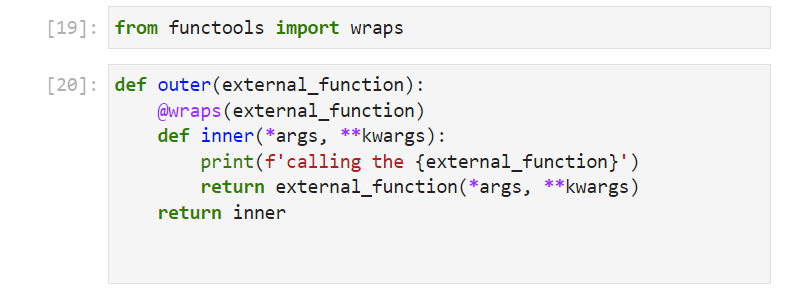 [19]: from functools import wraps
[20]: def outer(external_function):
    @wraps(external_function)
    def inner(*args, **kwargs):
        print(f'calling the {external_function}')
        return external_function(*args, **kwargs)
    return inner